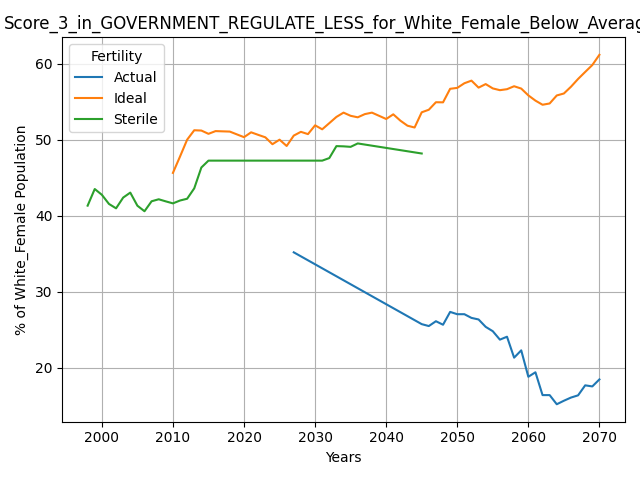 Score_3_in_GOVERNMENT_REGULATE_LESS_for_White_Female_Below_Averag
Fertility
Actual
Ideal
Sterile
% of White_Female Population
60
50
40
30
20
2000 2010 2020 2030 2040 2050 2060 2070
Years